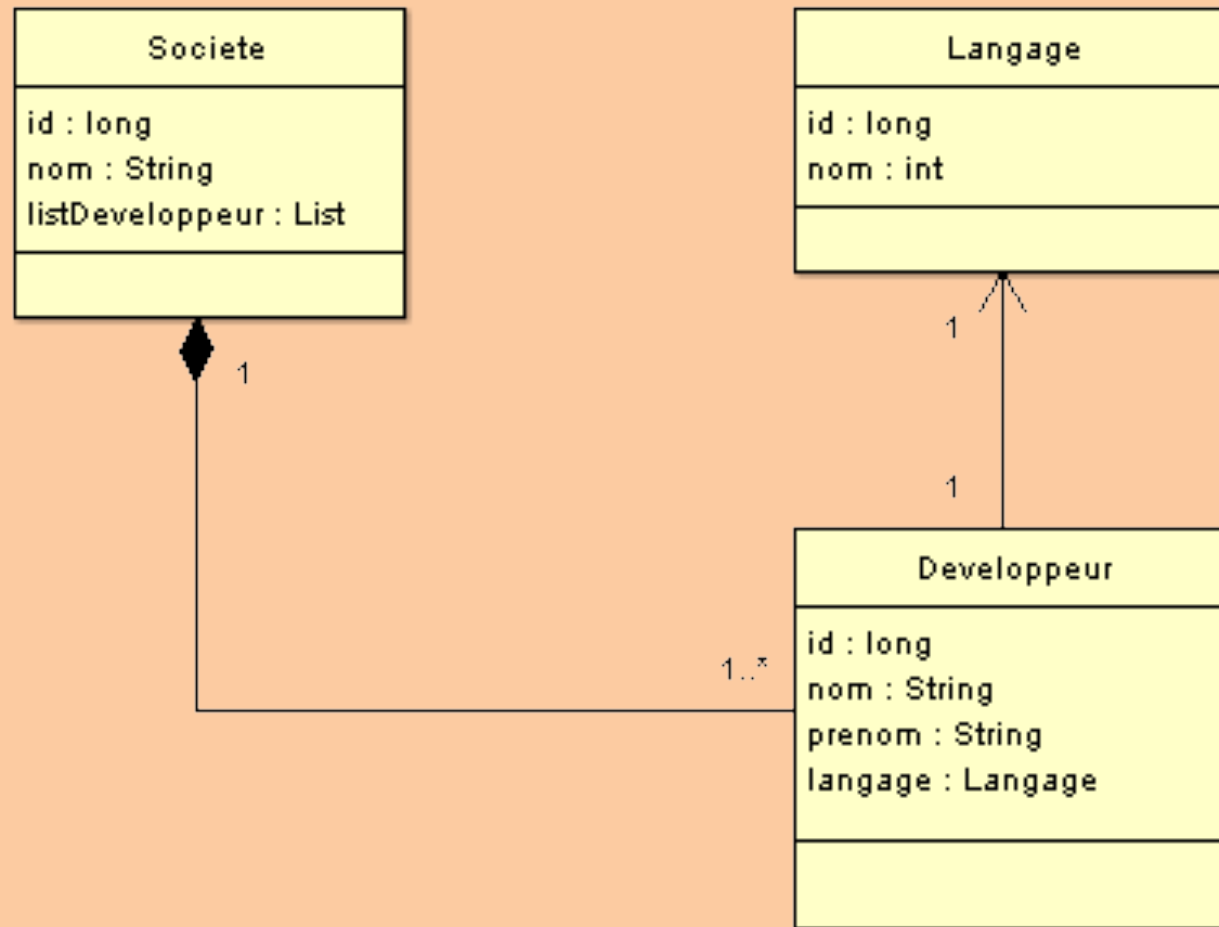 Societe
id : long
nom : String
listDeveloppeur : List
1
Langage
id : long
nom : int
1
1
1..*
Developpeur
id : long
nom : String
prenom : String
langage : Langage